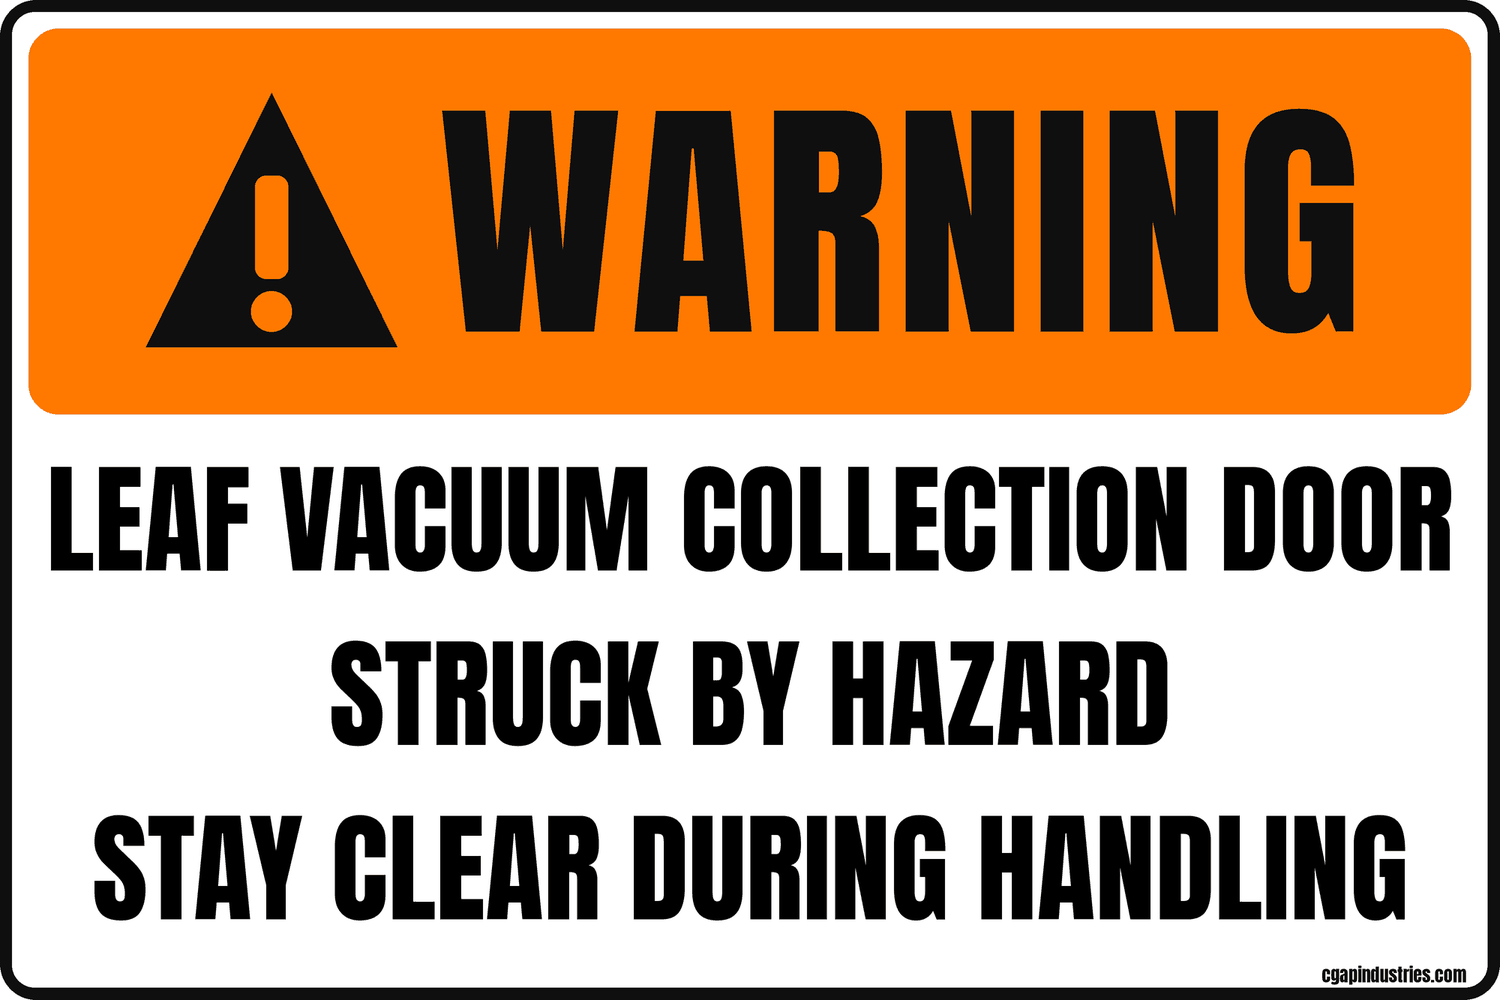 WARNING
LEAF VACUUM COLLECTION DOOR
STRUCK BY HAZARD
STAY CLEAR DURING HANDLING
cgapindustries.com